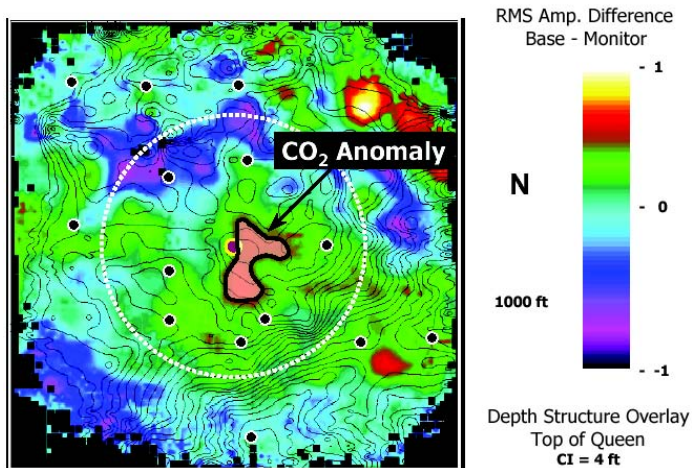 RMS Amp. Difference
Base - Monitor
CO₂ Anomaly
N
1000 ft
- 1
- 0
- -1
Depth Structure Overlay
Top of Queen
CI = 4 ft